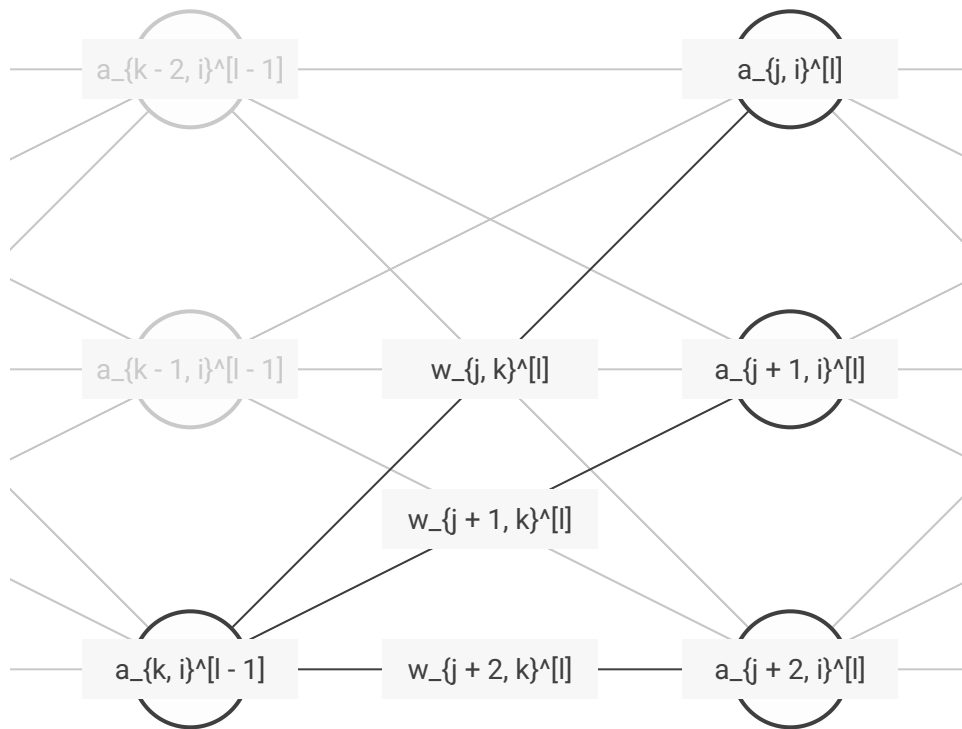 a_{k - 2, i}^[l - 1]
a_{j, i}^[l]
a_{k - 1, i}^[l - 1]
w_{j, k}^[l]
a_{j + 1, i}^[l]
w_{j + 1, k}^[l]
a_{k, i}^[l - 1]
w_{j + 2, k}^[l]
a_{j + 2, i}^[l]